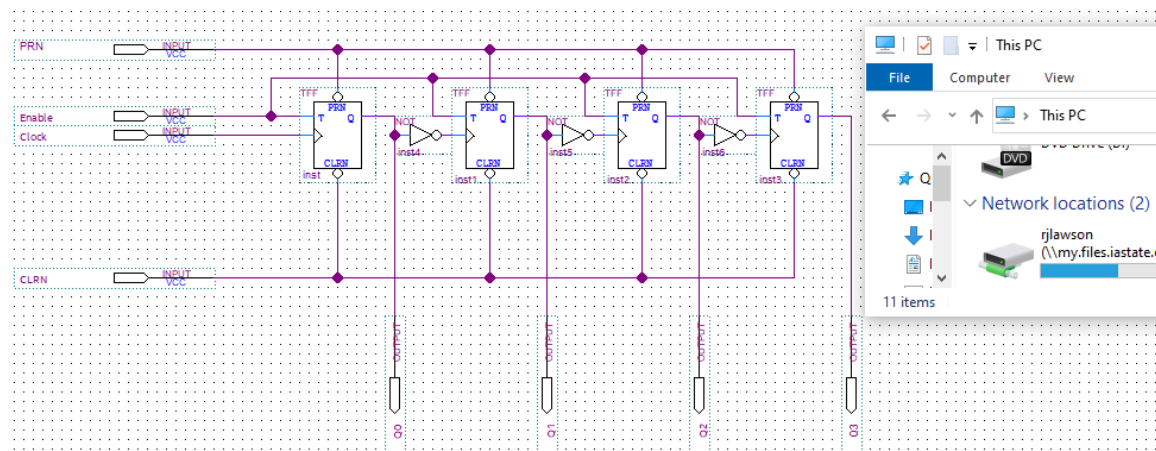 PRN
INPUT
VCC
Enable
INPUT
VCC
Clock
INPUT
VCC
CLRN
INPUT
VCC
TFF
PRN
T
Q
CLRN
inst
NOT
inst4
TFF
PRN
T
Q
CLRN
inst1
NOT
inst5
TFF
PRN
T
Q
CLRN
inst2
NOT
inst6
TFF
PRN
T
Q
CLRN
inst3
OUTPUT
Q0
OUTPUT
Q1
OUTPUT
Q2
OUTPUT
Q3
This PC
File Computer View
This PC
DVD
Q
Network locations (2)
rjlawson
(\\my.files.iastate.
11 items